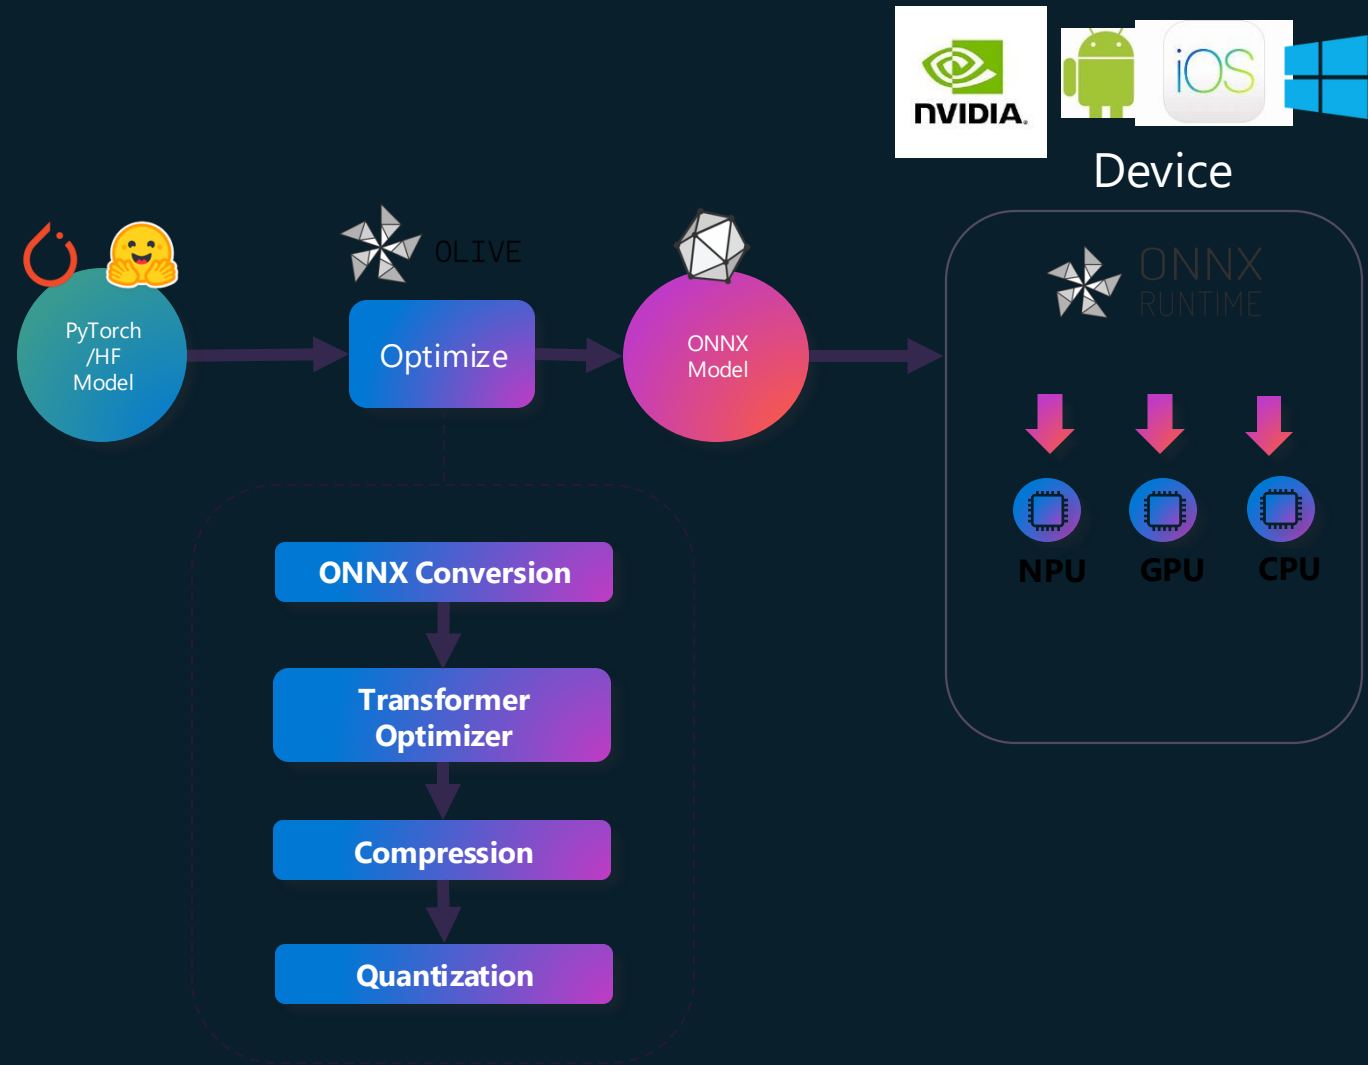 NVIDIA.
iOS
Device
OLIVE
ONNX
RUNTIME
PyTorch
/HF
Model
Optimize
ONNX
Model
NPU
GPU
CPU
ONNX Conversion
Transformer
Optimizer
Compression
Quantization